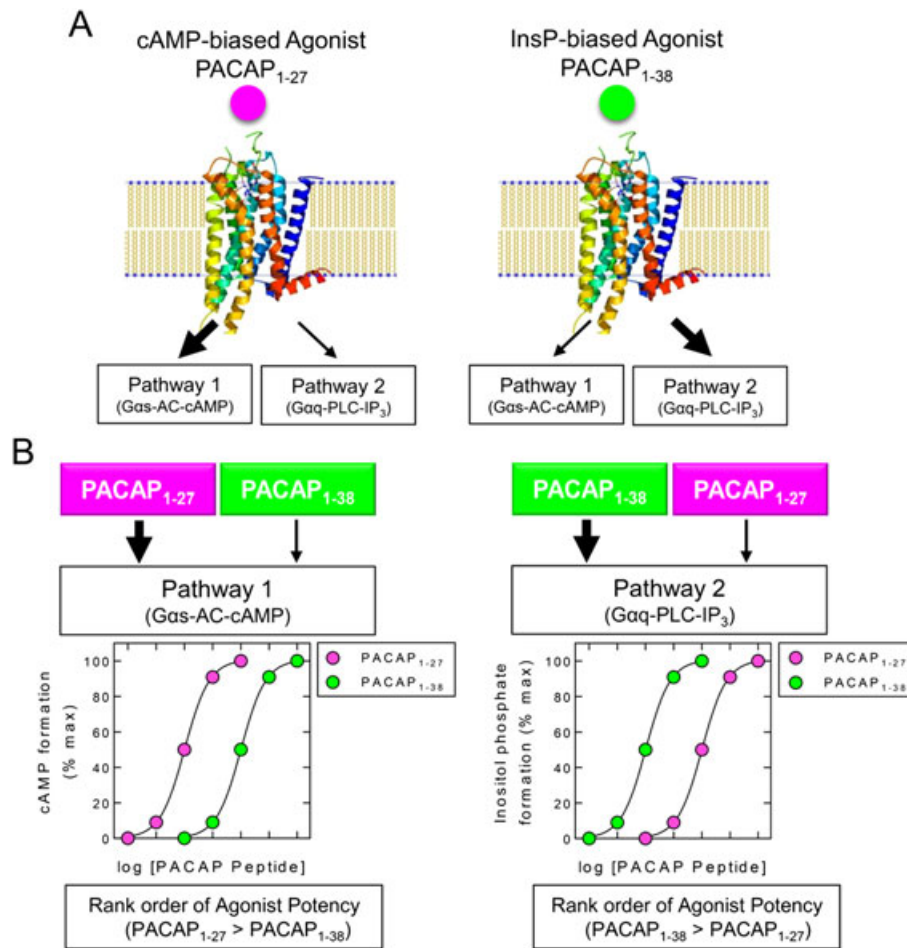 A
cAMP-biased Agonist
PACAP₁₋₂₇
InsP-biased Agonist
PACAP₁₋₃₈
Pathway 1
(Gαs-AC-cAMP)
Pathway 2
(Gαq-PLC-IP₃)
Pathway 1
(Gαs-AC-cAMP)
Pathway 2
(Gαq-PLC-IP₃)
B
PACAP₁₋₂₇
PACAP₁₋₃₈
Pathway 1
(Gαs-AC-cAMP)
cAMP formation
(% max)
100
80
60
40
20
0
PACAP₁₋₂₇
PACAP₁₋₃₈
log [PACAP Peptide]
Rank order of Agonist Potency
(PACAP₁₋₂₇ > PACAP₁₋₃₈)
PACAP₁₋₃₈
PACAP₁₋₂₇
Pathway 2
(Gαq-PLC-IP₃)
Inositol phosphate
formation (% max)
100
80
60
40
20
0
PACAP₁₋₂₇
PACAP₁₋₃₈
log [PACAP Peptide]
Rank order of Agonist Potency
(PACAP₁₋₃₈ > PACAP₁₋₂₇)